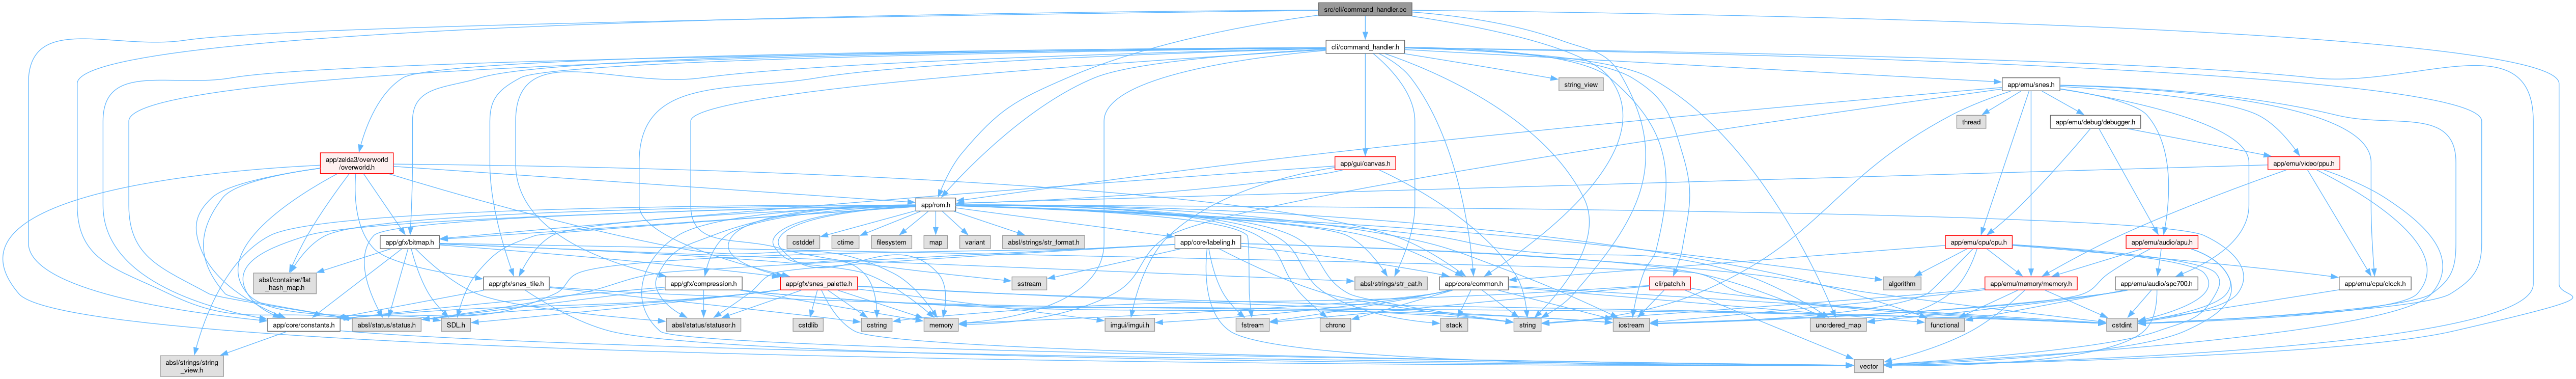 src/cli/command_handler.cc
cli/command_handler.h
string_view
app/emu/snes.h
thread
app/emu/debug/debugger.h
app/zelda3/overworld
/overworld.h
app/gui/canvas.h
app/emu/video/ppu.h
app/rom.h
app/gfx/bitmap.h
cstddef
ctime
filesystem
map
variant
absl/strings/str_format.h
app/core/labeling.h
app/emu/cpu/cpu.h
app/emu/audio/apu.h
absl/container/flat
_hash_map.h
app/gfx/snes_tile.h
app/gfx/compression.h
app/gfx/snes_palette.h
sstream
absl/strings/str_cat.h
app/core/common.h
cli/patch.h
algorithm
app/emu/memory/memory.h
app/emu/audio/spc700.h
app/emu/cpu/clock.h
app/core/constants.h
absl/status/status.h
SDL.h
absl/status/statusor.h
cstdlib
cstring
memory
imgui/imgui.h
stack
fstream
chrono
string
iostream
unordered_map
functional
cstdint
absl/strings/string
_view.h
vector